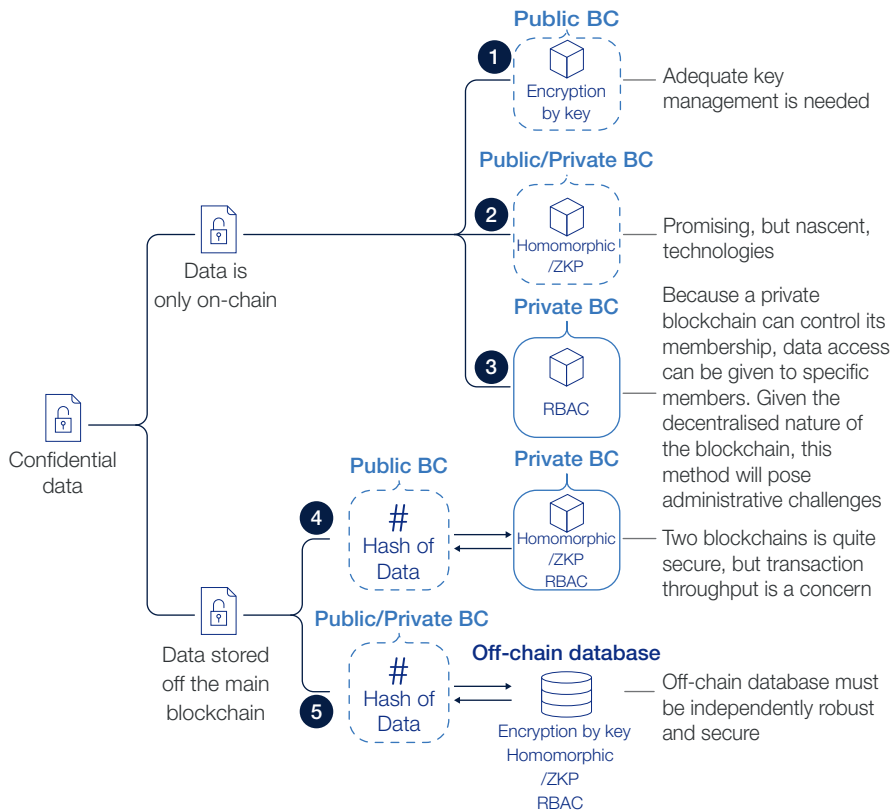 Public BC
1
Encryption
by key
Adequate key
management is needed
Public/Private BC
2
Homomorphic
/ZKP
Promising, but nascent,
technologies
Data is
only on-chain
Private BC
3
RBAC
Because a private
blockchain can control its
membership, data access
can be given to specific
members. Given the
decentralised nature of
the blockchain, this
method will pose
administrative challenges
Confidential
data
Public BC
4
#
Hash of
Data
Private BC
Homomorphic
/ZKP
RBAC
Two blockchains is quite
secure, but transaction
throughput is a concern
Data stored
off the main
blockchain
Public/Private BC
5
#
Hash of
Data
Off-chain database
Encryption by key
Homomorphic
/ZKP
RBAC
Off-chain database must
be independently robust
and secure